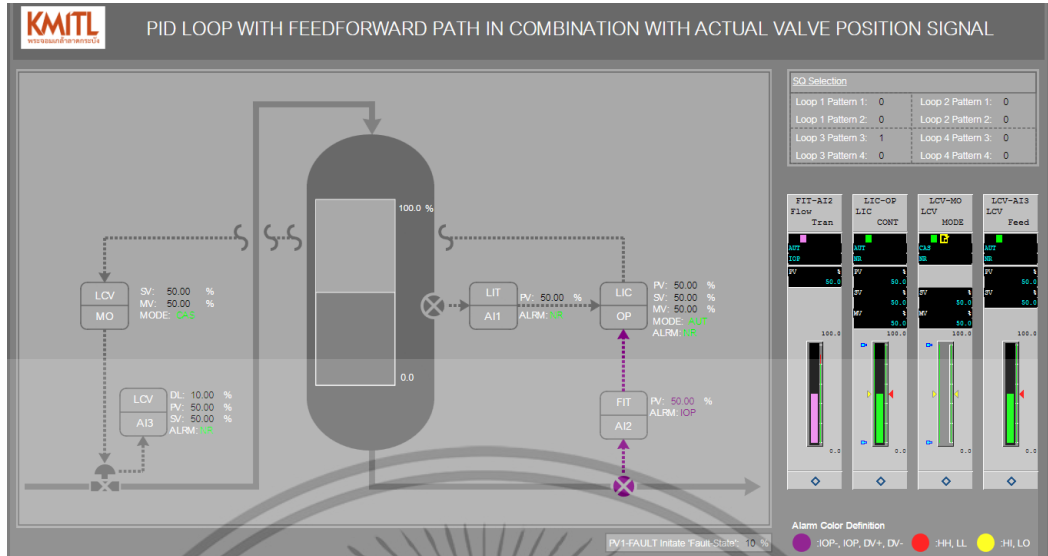 KMITL
PID LOOP WITH FEEDFORWARD PATH IN COMBINATION WITH ACTUAL VALVE POSITION SIGNAL
SQ Selection
Loop 1 Pattern 1: 0 Loop 2 Pattern 1: 0
Loop 1 Pattern 2: 0 Loop 2 Pattern 2: 0
Loop 3 Pattern 3: 1 Loop 4 Pattern 3: 0
Loop 3 Pattern 4: 0 Loop 4 Pattern 4: 0
100.0 %
0.0
LCV
MO
SV: 50.00 %
MV: 50.00 %
MODE: CAS
LIT
AI1
PV: 50.00 %
ALRM:
LIC
OP
PV: 50.00 %
SV: 50.00 %
MV: 50.00 %
MODE: AUT
ALRM:
LCV
AI3
DL: 10.00 %
PV: 50.00 %
SV: 50.00 %
ALRM:
FIT
AI2
PV: 50.00 %
ALRM: IOP
FIT-AI2
Flow
Tran
AUT
IOP
PV %
50.0
100.0
0.0
LIC-OP
LIC
CONT
AUT
NR
PV %
50.0
SV %
50.0
MV %
50.0
100.0
0.0
LCV-MO
LCV
MODE
CAS
NR
SV %
50.0
MV %
50.0
100.0
0.0
LCV-AI3
LCV
Feed
AUT
NR
PV %
50.0
SV %
50.0
100.0
0.0
PV1-FAULT Initate 'Fault-State': 10 %
Alarm Color Definition
:IOP-, IOP, DV+, DV- :HH, LL :HI, LO